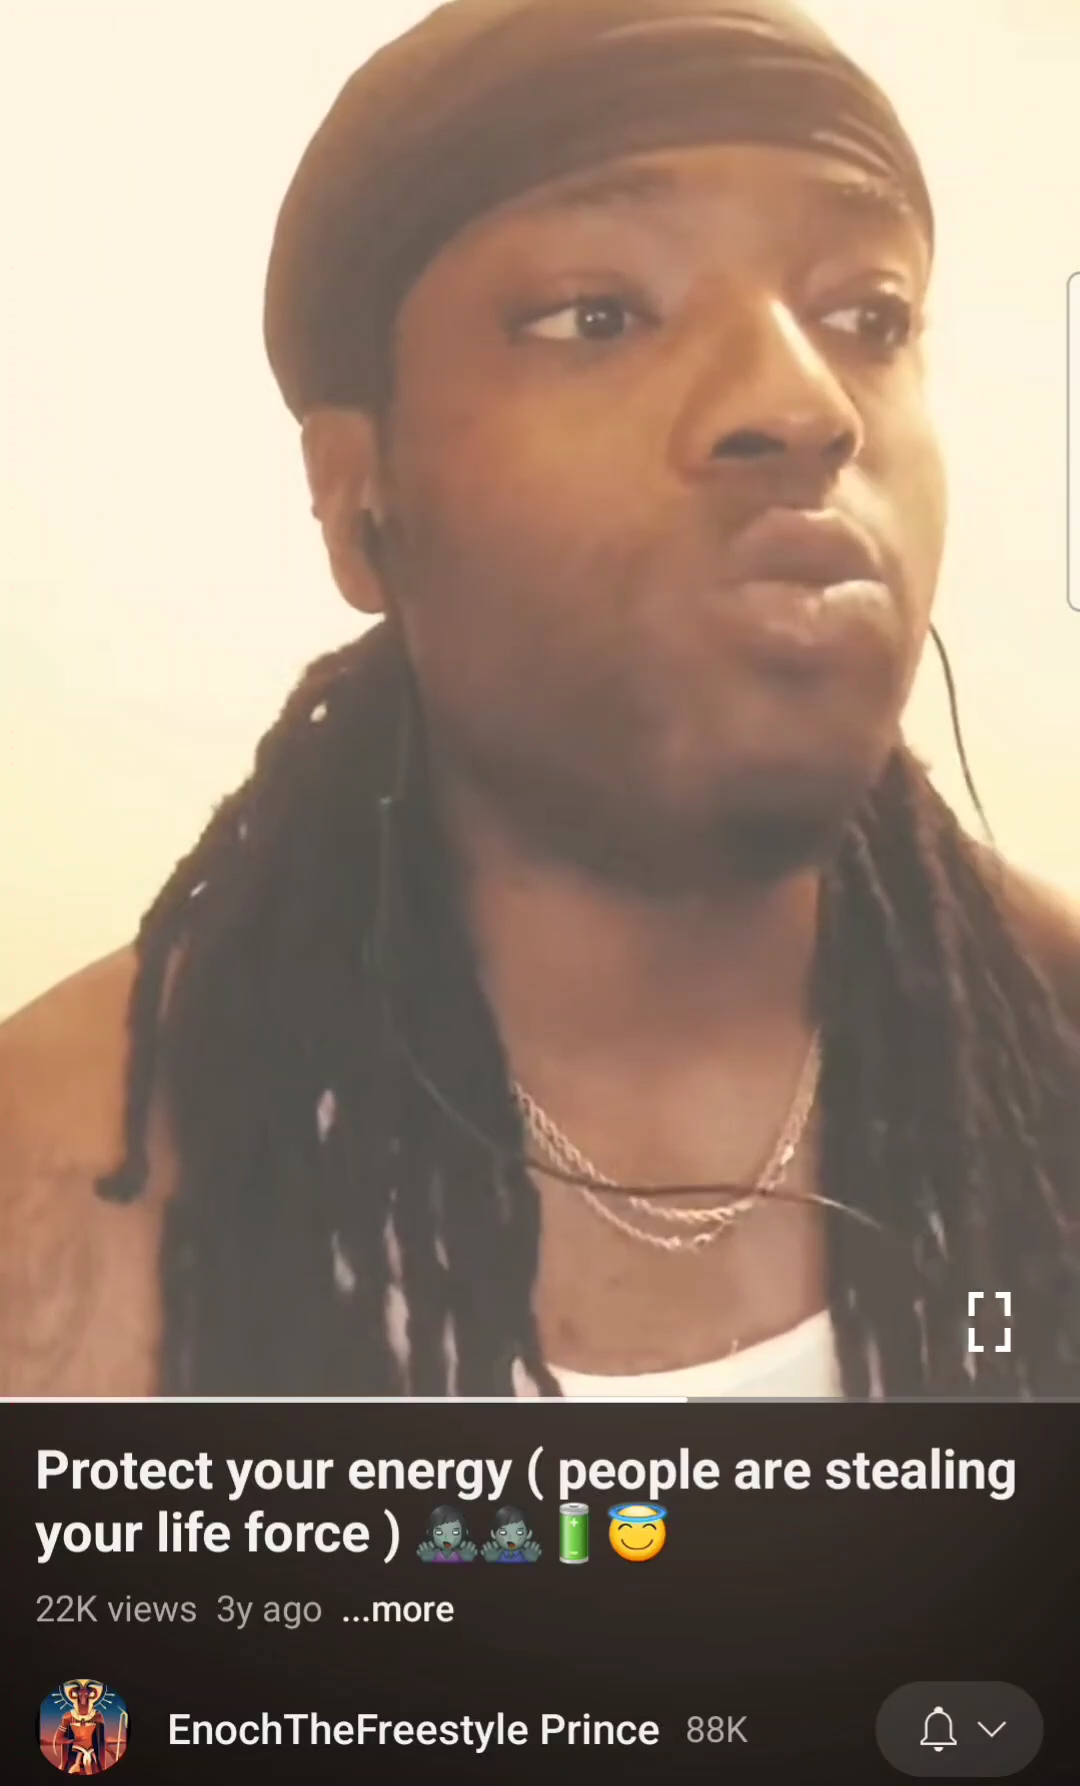 Protect your energy ( people are stealing
your life force ) 🧟‍♀️🧟‍♂️🔋😇
22K views 3y ago ...more
EnochTheFreestyle Prince 88K